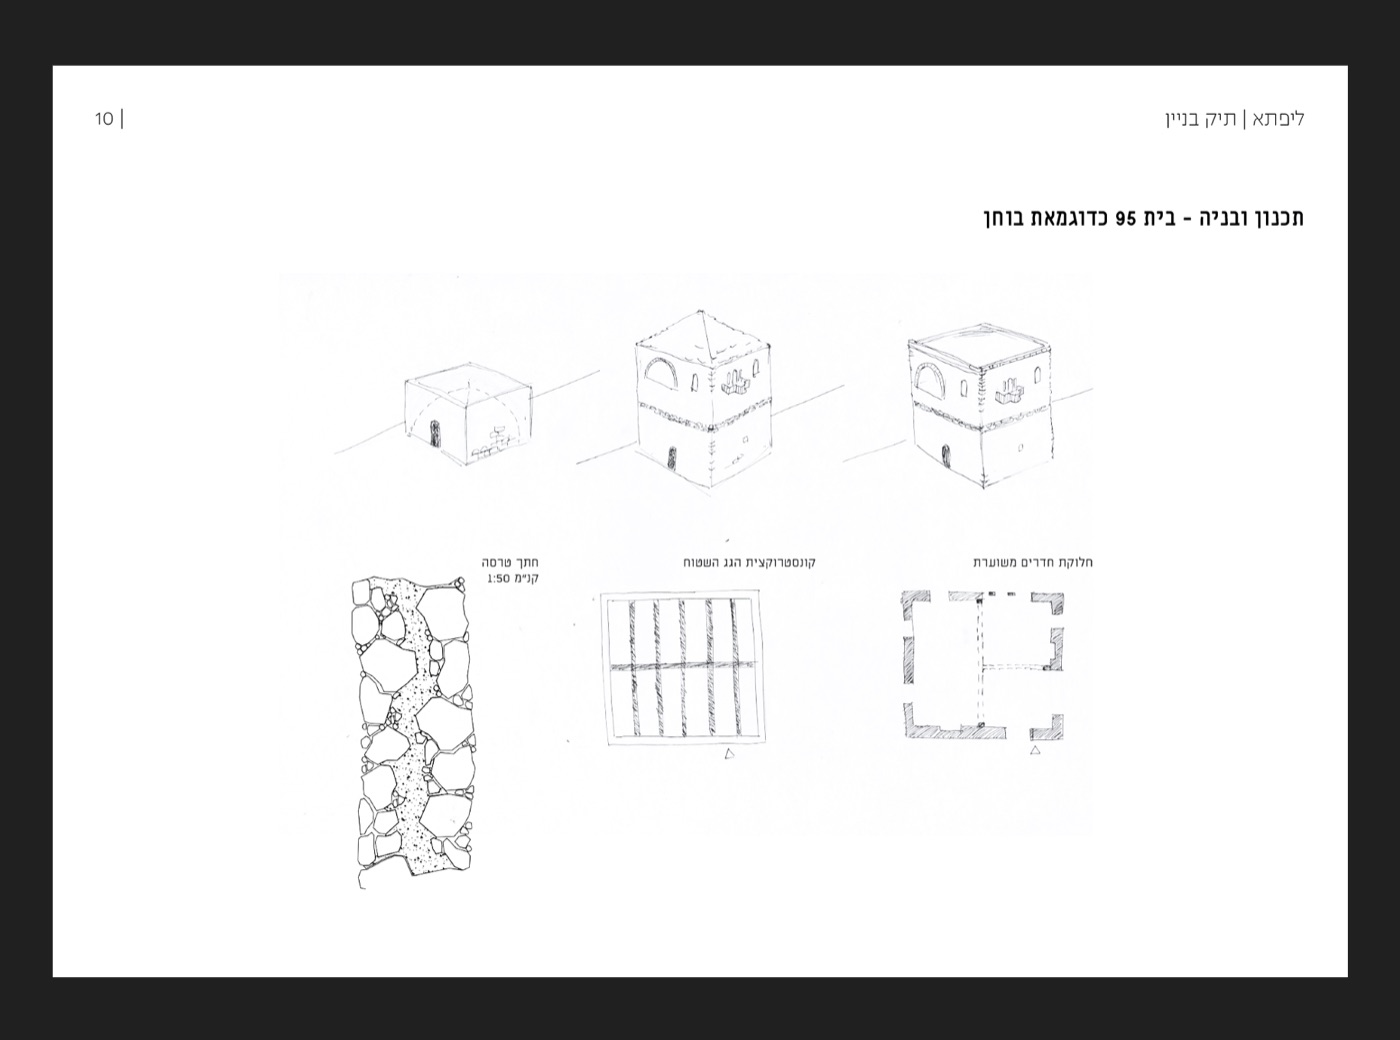 ליפתא | תיק בניין
10 |
תכנון ובניה - בית 95 כדוגמאת בוחן
חלוקת חדרים משוערת
קונסטרוקצית הגג השטוח
חתך טרסה
קנ"מ 1:50